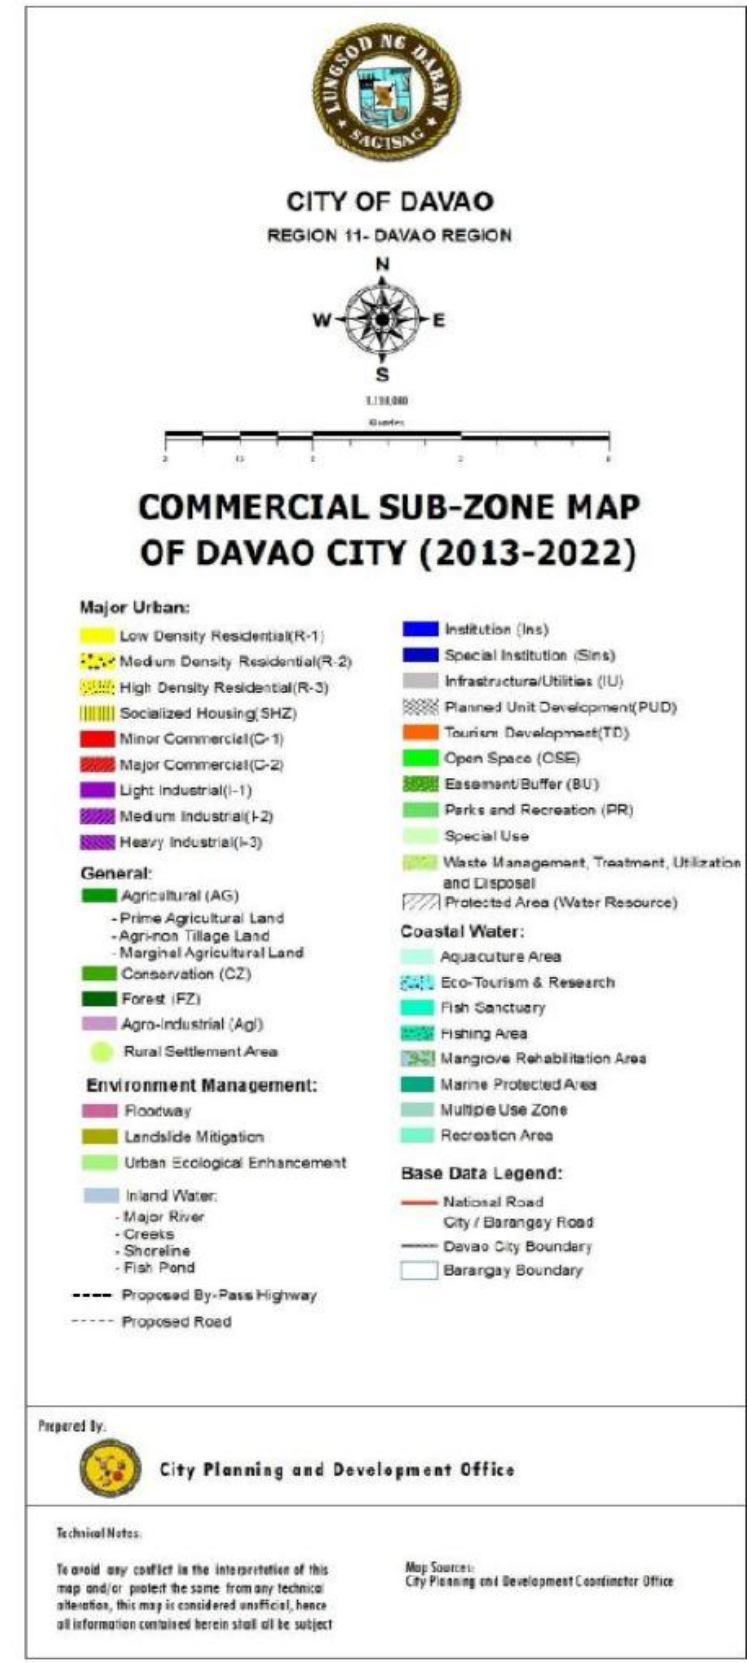 LUNGSOD NG DABAW
SAGISAG
CITY OF DAVAO
REGION 11- DAVAO REGION
N
W E
S
COMMERCIAL SUB-ZONE MAP
OF DAVAO CITY (2013-2022)
Major Urban:
Low Density Residential(R-1)
Medium Density Residential(R-2)
High Density Residential(R-3)
Socialized Housing(SHZ)
Minor Commercial(C-1)
Major Commercial(C-2)
Light Industrial(I-1)
Medium Industrial(I-2)
Heavy Industrial(I-3)
General:
Agricultural (AG)
- Prime Agricultural Land
- Agri-non Tillage Land
- Marginal Agricultural Land
Conservation (CZ)
Forest (FZ)
Agro-Industrial (AgI)
Rural Settlement Area
Environment Management:
Floodway
Landslide Mitigation
Urban Ecological Enhancement
Inland Water:
- Major River
- Creeks
- Shoreline
- Fish Pond
Proposed By-Pass Highway
Proposed Road
Institution (Ins)
Special Institution (SIns)
Infrastructure/Utilities (IU)
Planned Unit Development(PUD)
Tourism Development(TD)
Open Space (OSE)
Easement/Buffer (BU)
Parks and Recreation (PR)
Special Use
Waste Management, Treatment, Utilization
and Disposal
Protected Area (Water Resource)
Coastal Water:
Aquaculture Area
Eco-Tourism & Research
Fish Sanctuary
Fishing Area
Mangrove Rehabilitation Area
Marine Protected Area
Multiple Use Zone
Recreation Area
Base Data Legend:
National Road
City / Barangay Road
Davao City Boundary
Barangay Boundary
Prepared By:
City Planning and Development Office
Technical Notes:
To avoid any conflict in the interpretation of this
map and/or protect the same from any technical
alteration, this map is considered unofficial, hence
all information contained herein shall all be subject
Map Sources:
City Planning and Development Coordinator Office